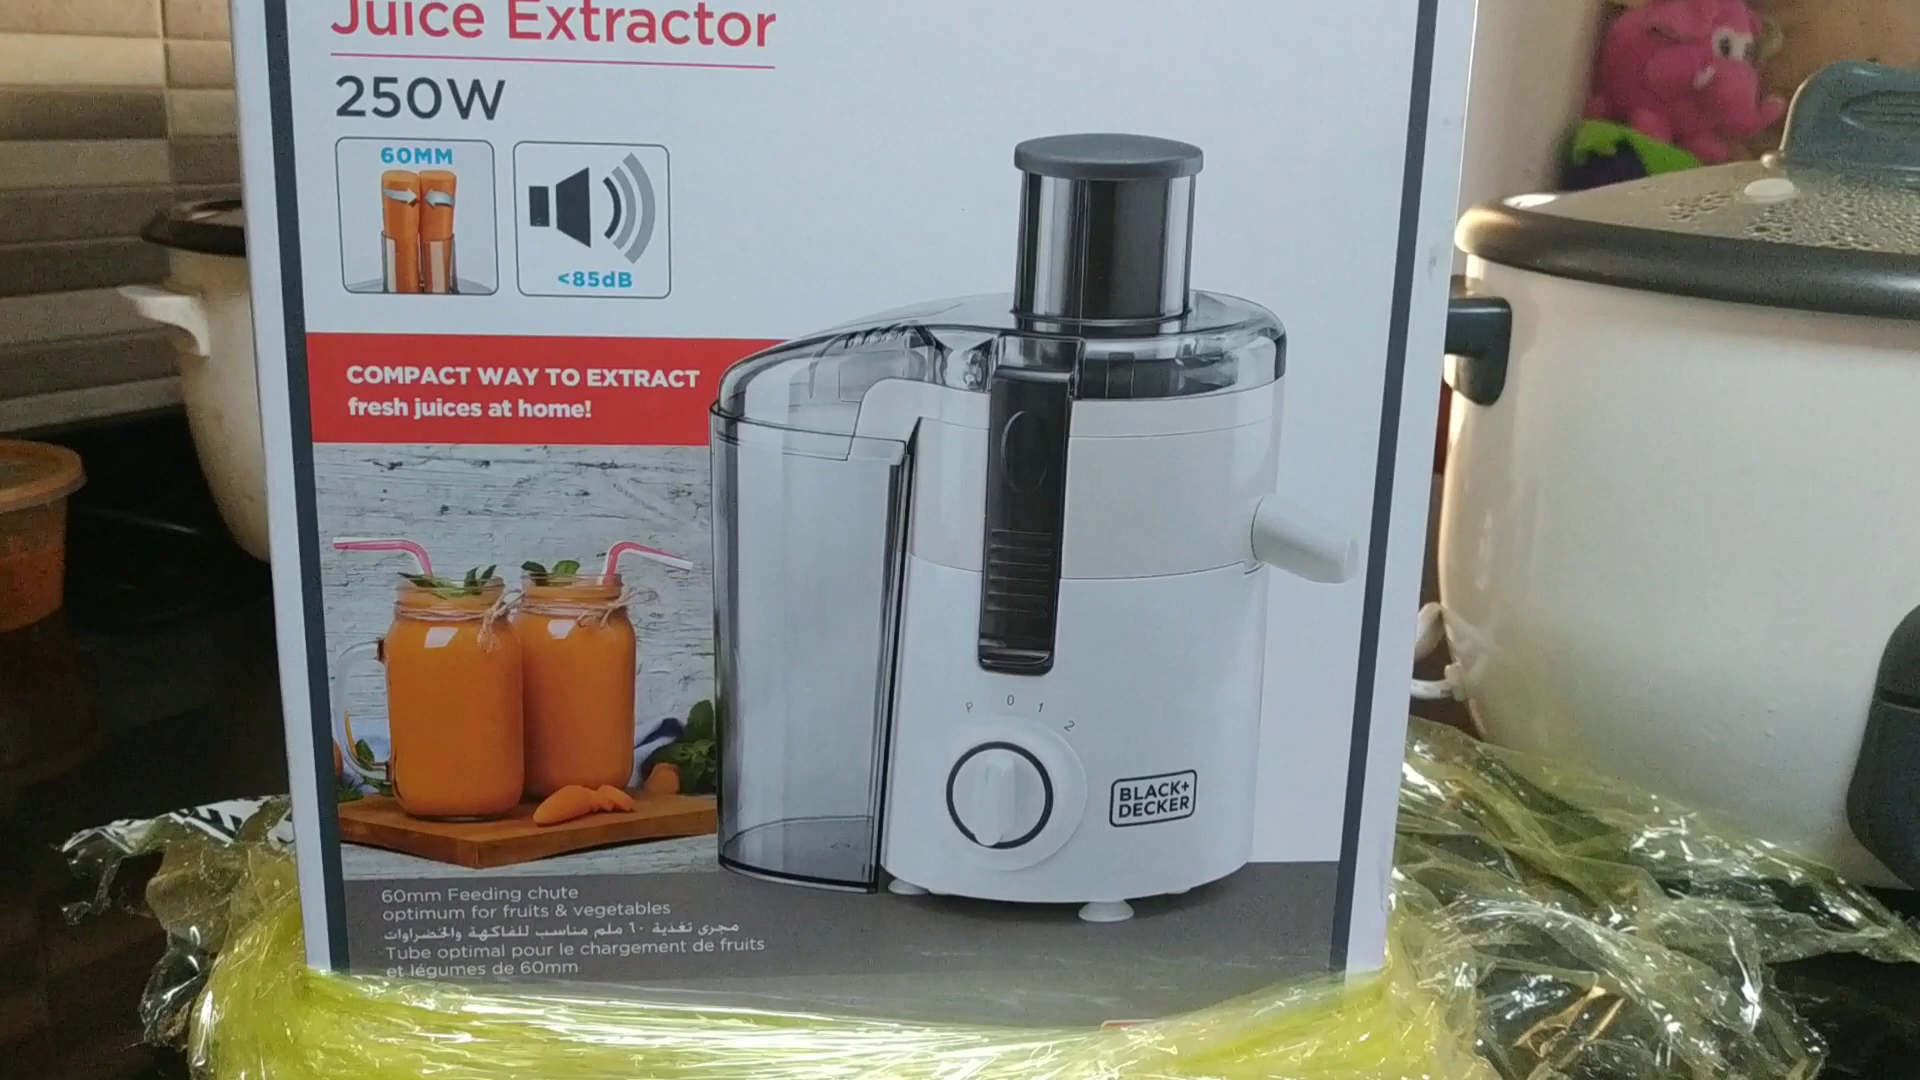 Juice Extractor
250W
60MM
<85dB
COMPACT WAY TO EXTRACT
fresh juices at home!
P 0 1 2
BLACK+
DECKER
60mm Feeding chute
optimum for fruits & vegetables
مجرى تغذية ٦٠ ملم مناسب للفاكهة والخضراوات
Tube optimal pour le chargement de fruits
et légumes de 60mm